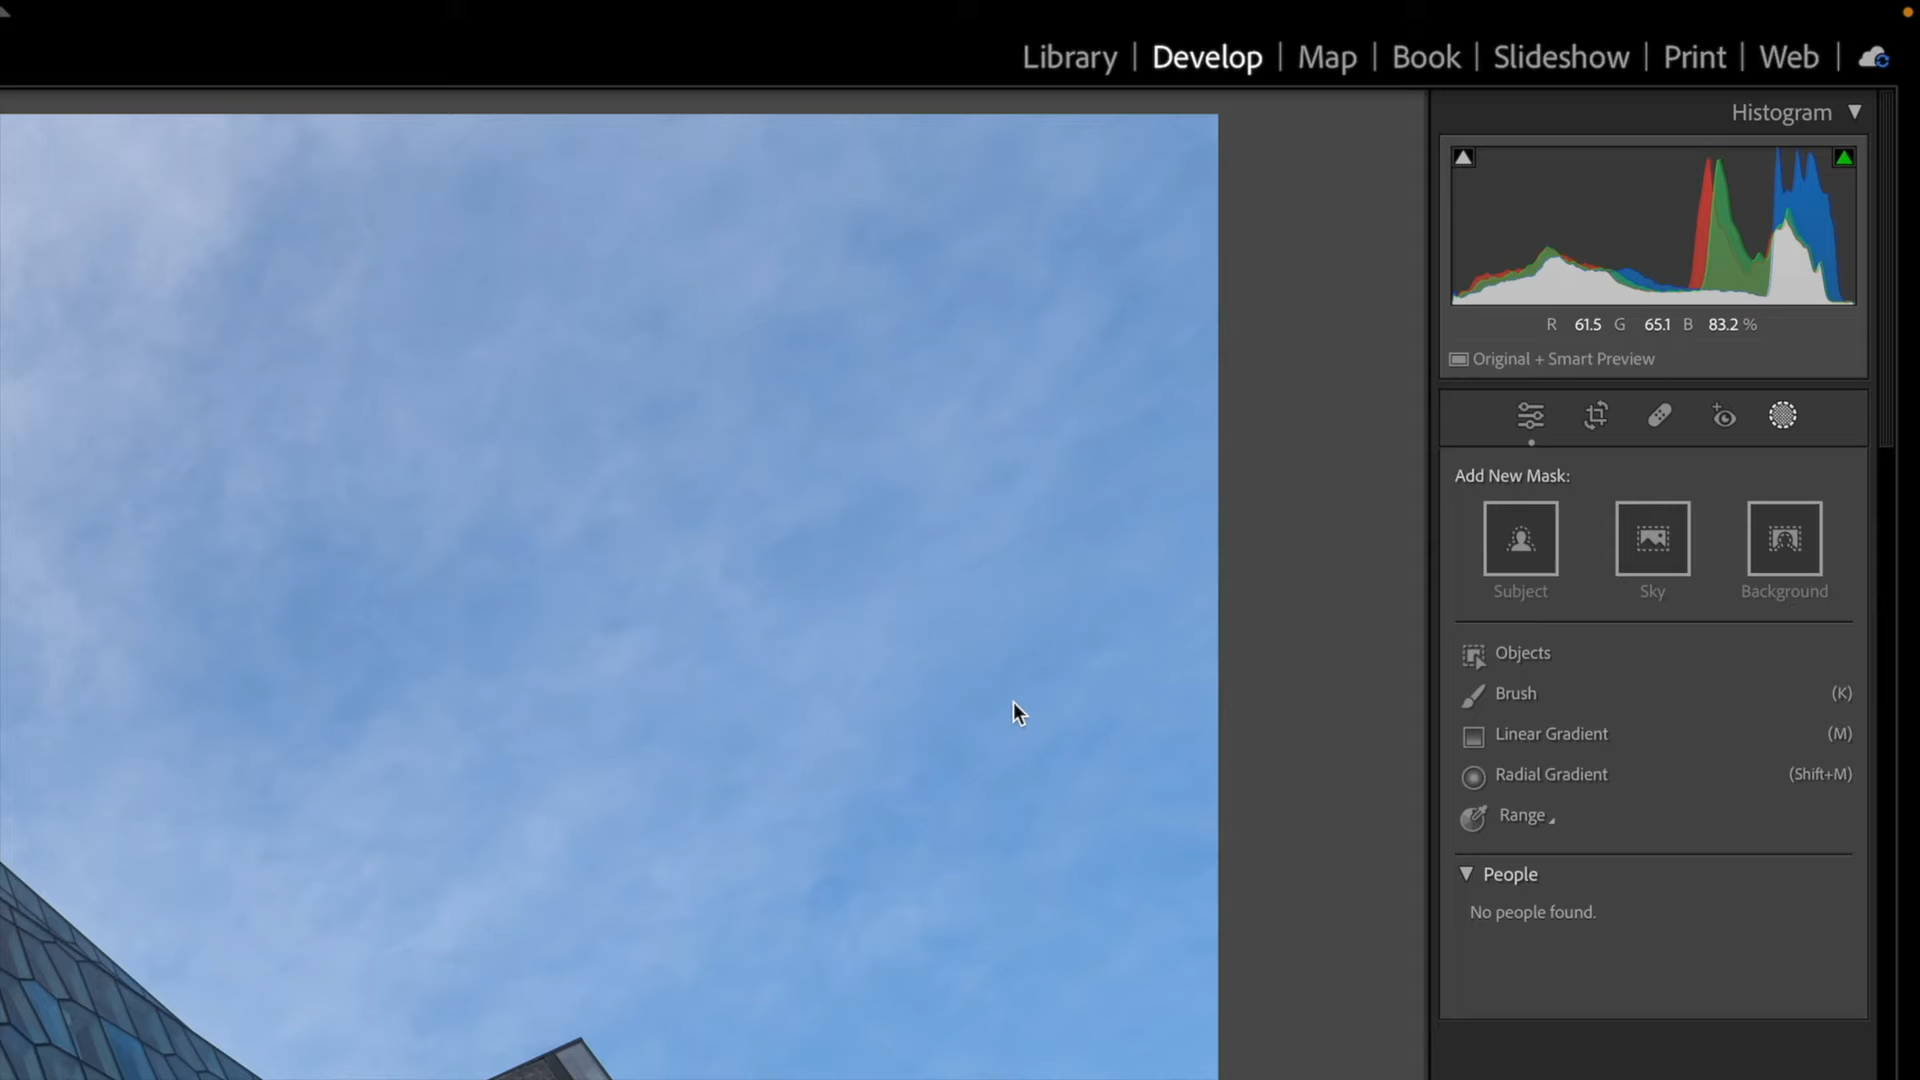 Library | Develop | Map | Book | Slideshow | Print | Web |
Histogram
R 61.5 G 65.1 B 83.2 %
Original + Smart Preview
Add New Mask:
Subject Sky Background
Objects
Brush (K)
Linear Gradient (M)
Radial Gradient (Shift+M)
Range
People
No people found.